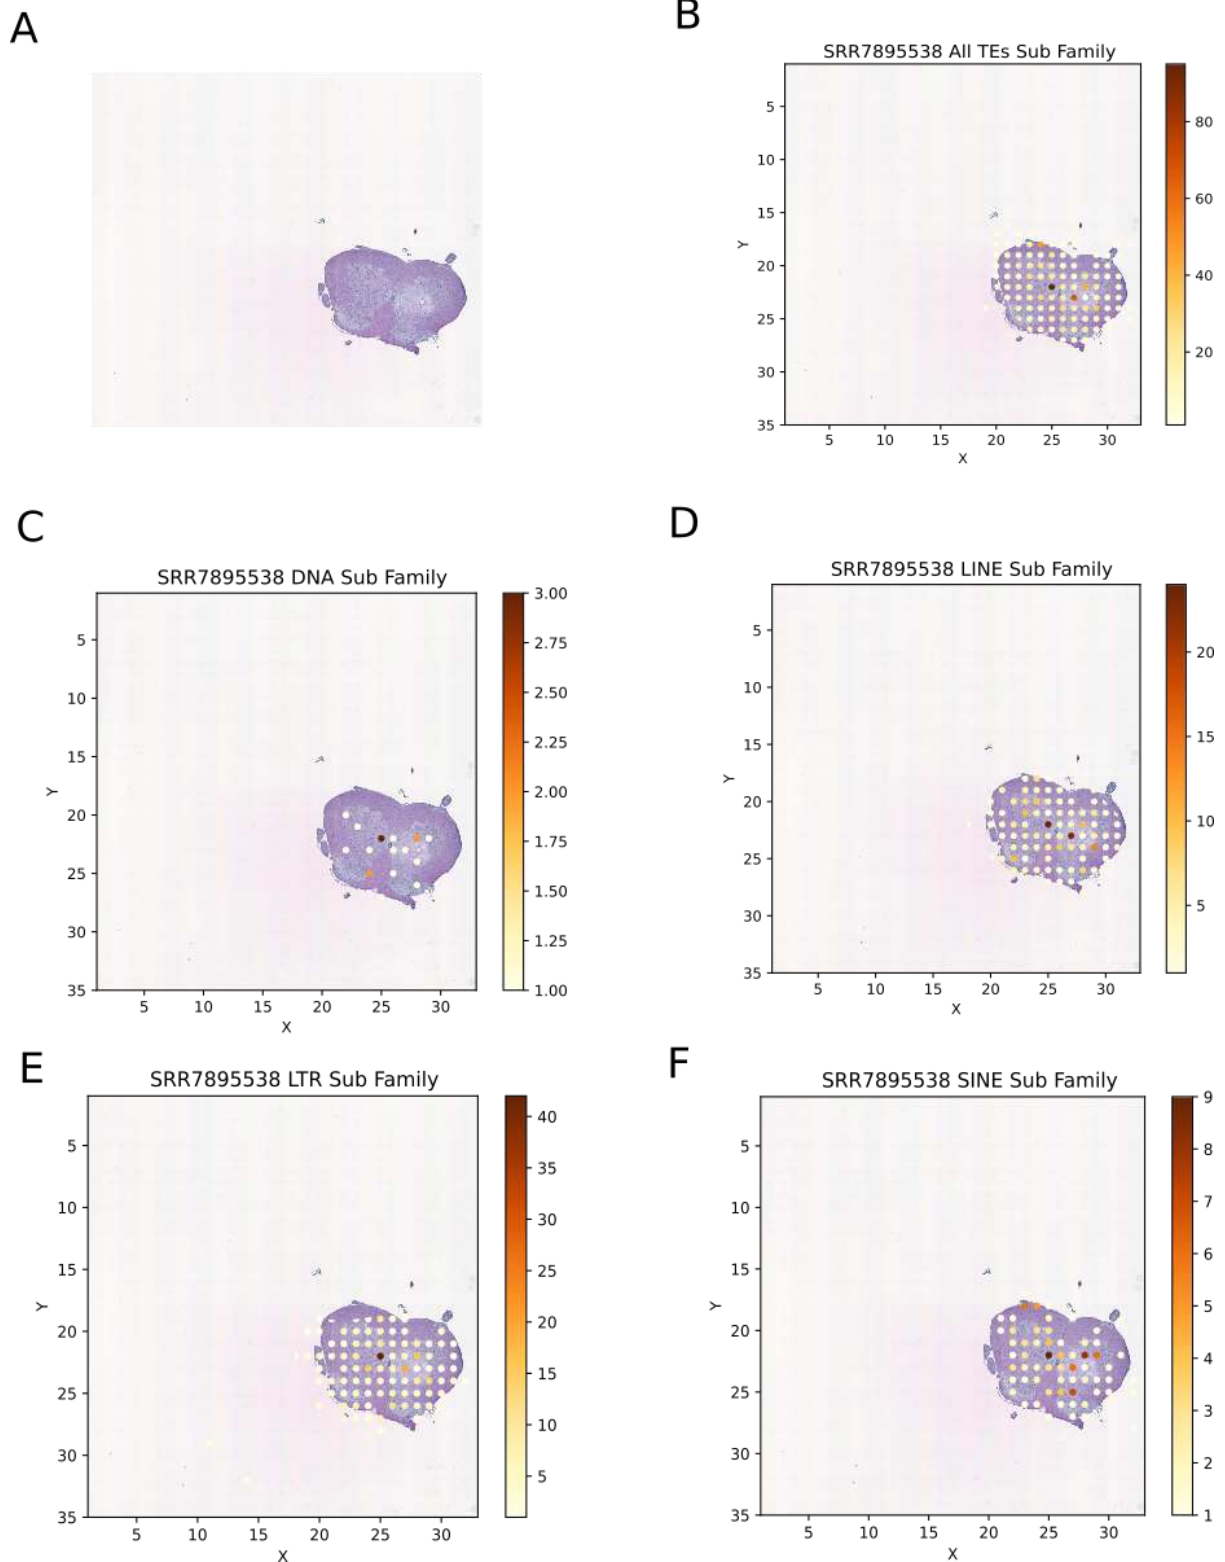 A
B
SRR7895538 All TEs Sub Family
5
10
15
20
25
30
35
Y
5 10 15 20 25 30
X
80
60
40
20
C
SRR7895538 DNA Sub Family
5
10
15
20
25
30
35
Y
5 10 15 20 25 30
X
3.00
2.75
2.50
2.25
2.00
1.75
1.50
1.25
1.00
D
SRR7895538 LINE Sub Family
5
10
15
20
25
30
35
Y
5 10 15 20 25 30
X
20
15
10
5
E
SRR7895538 LTR Sub Family
5
10
15
20
25
30
35
Y
5 10 15 20 25 30
X
40
35
30
25
20
15
10
5
F
SRR7895538 SINE Sub Family
5
10
15
20
25
30
35
Y
5 10 15 20 25 30
X
9
8
7
6
5
4
3
2
1